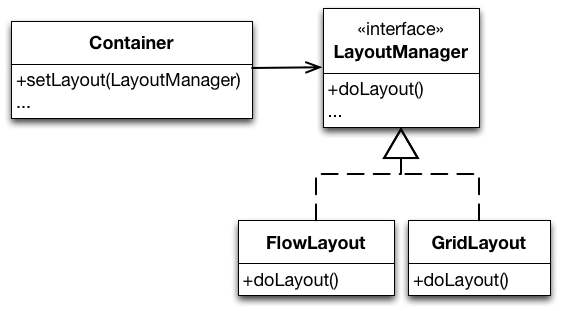 Container
+setLayout(LayoutManager)
...
«interface»
LayoutManager
+doLayout()
...
FlowLayout
+doLayout()
GridLayout
+doLayout()